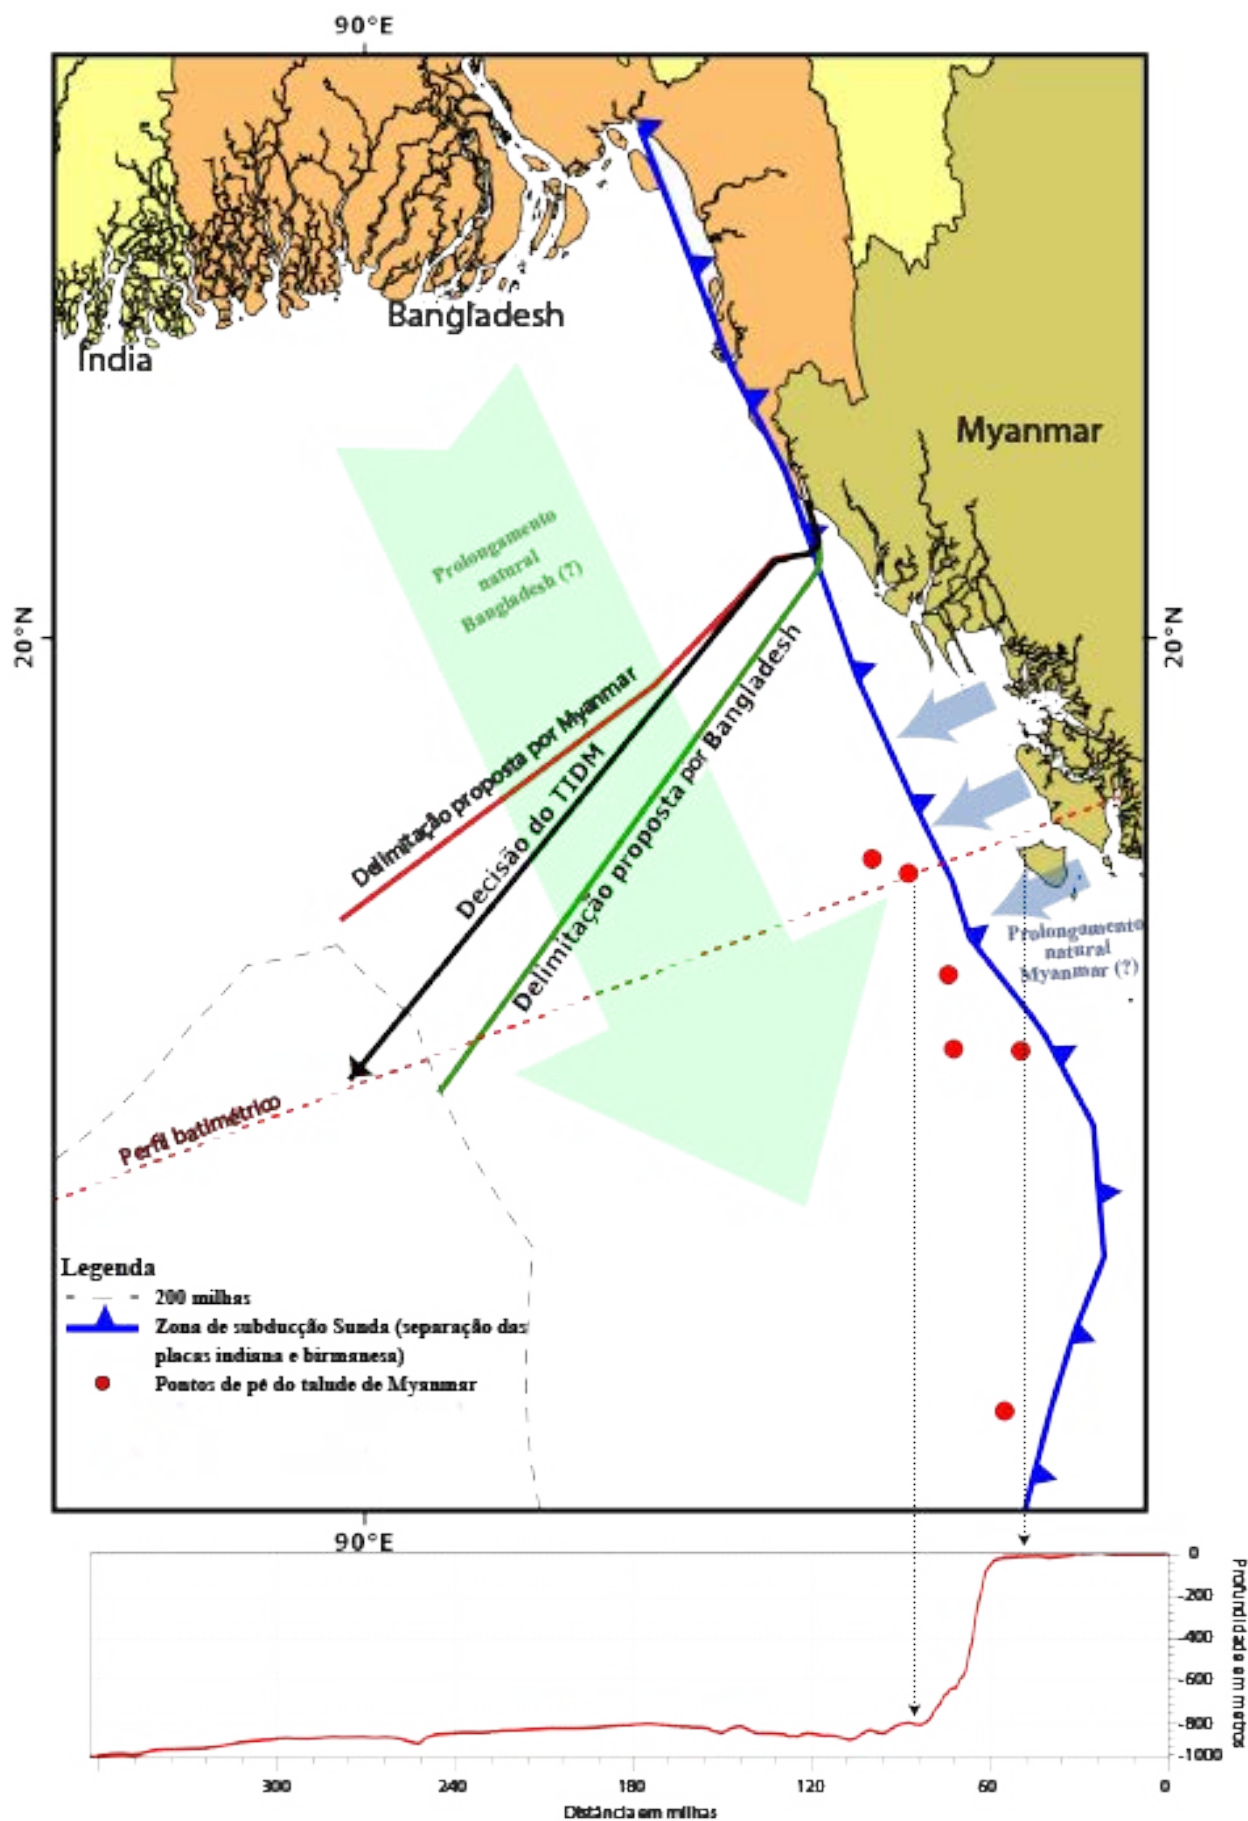 90°E
Bangladesh
India
Myanmar
20°N
20°N
Prolongamento
natural
Bangladesh (?)
Delimitação proposta por Myanmar
Decisão do TIDM
Delimitação proposta por Bangladesh
Prolongamento
natural
Myanmar (?)
Perfil batimétrico
Legenda
200 milhas
Zona de subducção Sunda (separação das
placas indiana e birmanesa)
Pontos de pé do talude de Myanmar
90°E
0
-200
-400
-600
-800
-1000
Profundidade em metros
300 240 180 120 60 0
Distância em milhas